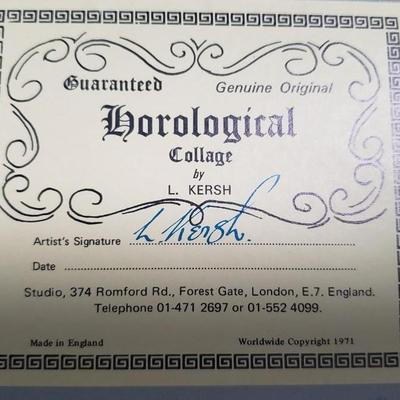 Guaranteed Genuine Original
Horological
Collage
by
L. KERSH
Artist's Signature L. Kersh.
Date
Studio, 374 Romford Rd., Forest Gate, London, E.7. England.
Telephone 01-471 2697 or 01-552 4099.
Made in England Worldwide Copyright 1971